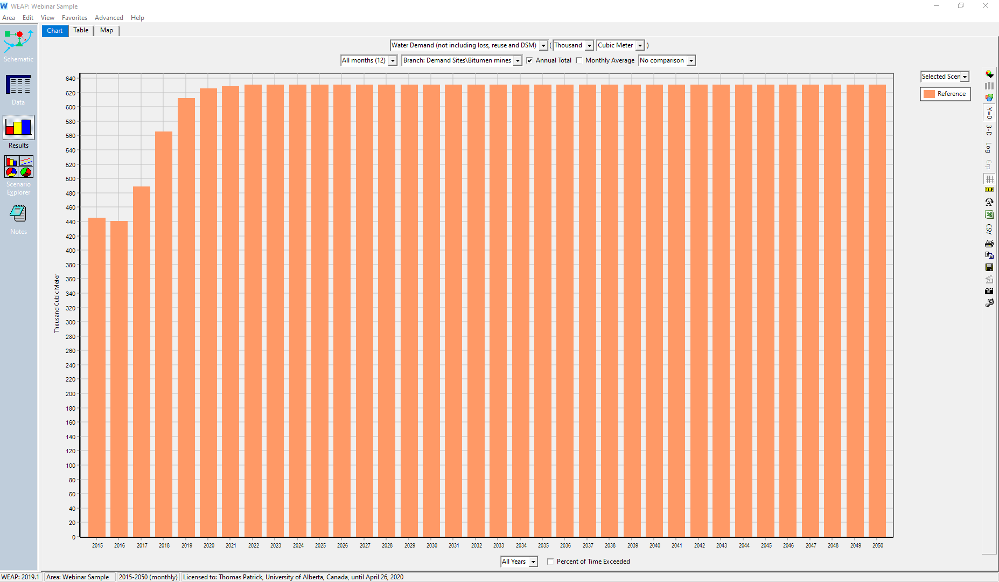 WEAP: Webinar Sample
Area Edit View Favorites Advanced Help
Schematic
Data
Results
Scenario
Explorer
Notes
Chart Table Map
Water Demand (not including loss, reuse and DSM) ( Thousand Cubic Meter )
All months (12) Branch: Demand Sites\Bitumen mines Annual Total Monthly Average No comparison
Selected Scen
Reference
Y=0
3-D
Log
Grp
12.5
CSV
Thousand Cubic Meter
640
620
600
580
560
540
520
500
480
460
440
420
400
380
360
340
320
300
280
260
240
220
200
180
160
140
120
100
80
60
40
20
0
2015 2016 2017 2018 2019 2020 2021 2022 2023 2024 2025 2026 2027 2028 2029 2030 2031 2032 2033 2034 2035 2036 2037 2038 2039 2040 2041 2042 2043 2044 2045 2046 2047 2048 2049 2050
All Years Percent of Time Exceeded
WEAP: 2019.1 Area: Webinar Sample 2015-2050 (monthly) Licensed to: Thomas Patrick, University of Alberta, Canada, until April 26, 2020